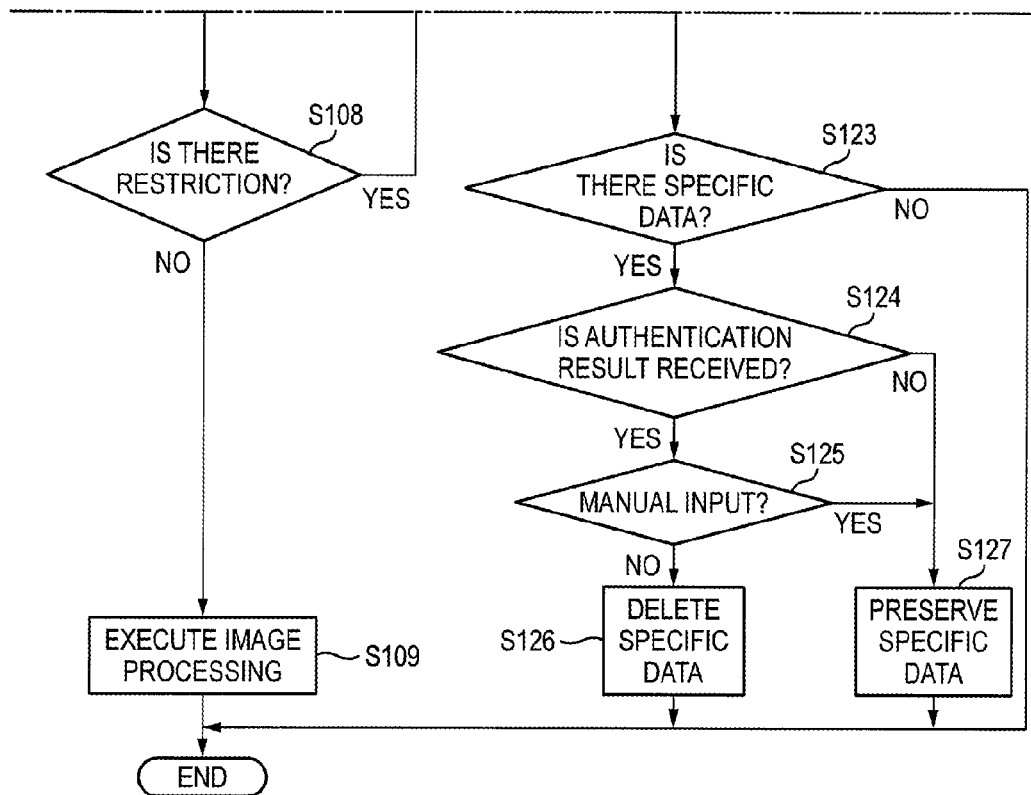 S108
IS THERE
RESTRICTION?
YES
NO
EXECUTE IMAGE
PROCESSING
S109
END
S123
IS
THERE SPECIFIC
DATA?
NO
YES
S124
IS AUTHENTICATION
RESULT RECEIVED?
NO
YES
S125
MANUAL INPUT?
YES
NO
S126
DELETE
SPECIFIC
DATA
S127
PRESERVE
SPECIFIC
DATA